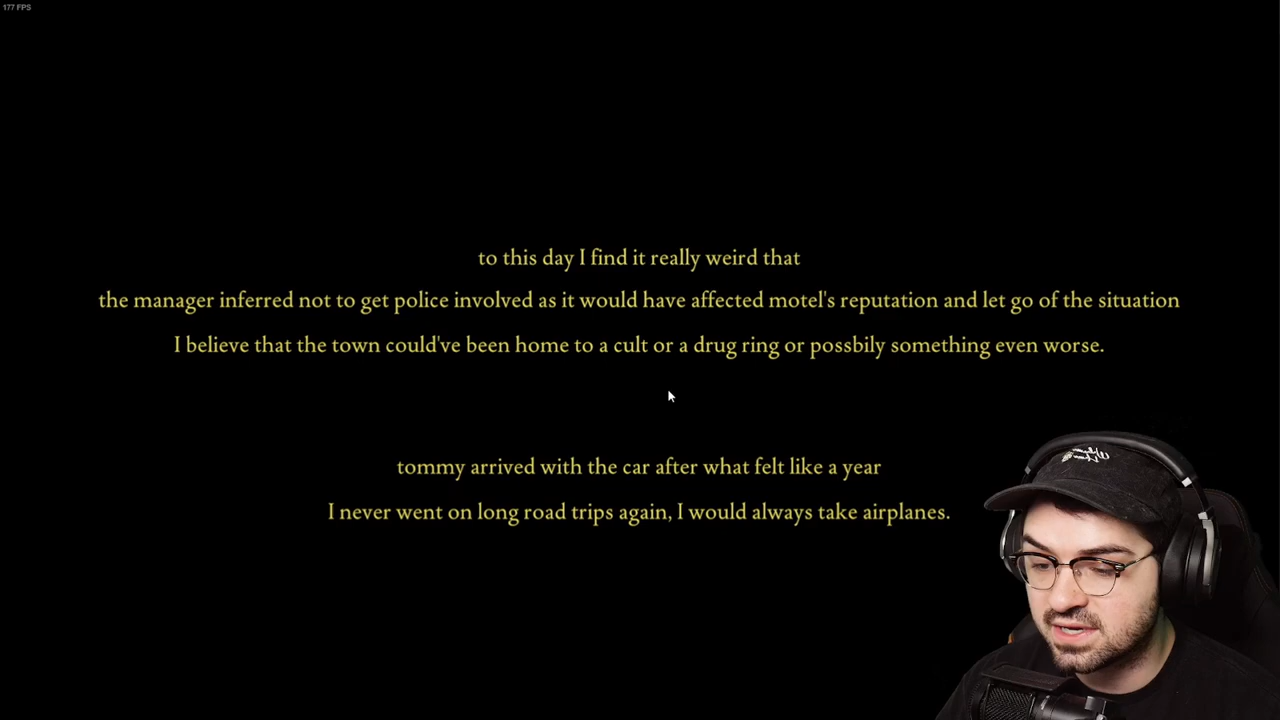 177 FPS
to this day I find it really weird that
the manager inferred not to get police involved as it would have affected motel's reputation and let go of the situation
I believe that the town could've been home to a cult or a drug ring or possbily something even worse.
tommy arrived with the car after what felt like a year
I never went on long road trips again, I would always take airplanes.